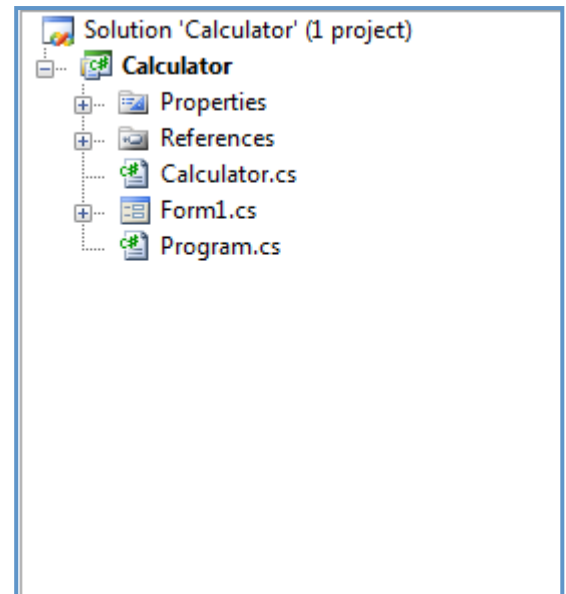 Solution 'Calculator' (1 project)
Calculator
Properties
References
Calculator.cs
Form1.cs
Program.cs